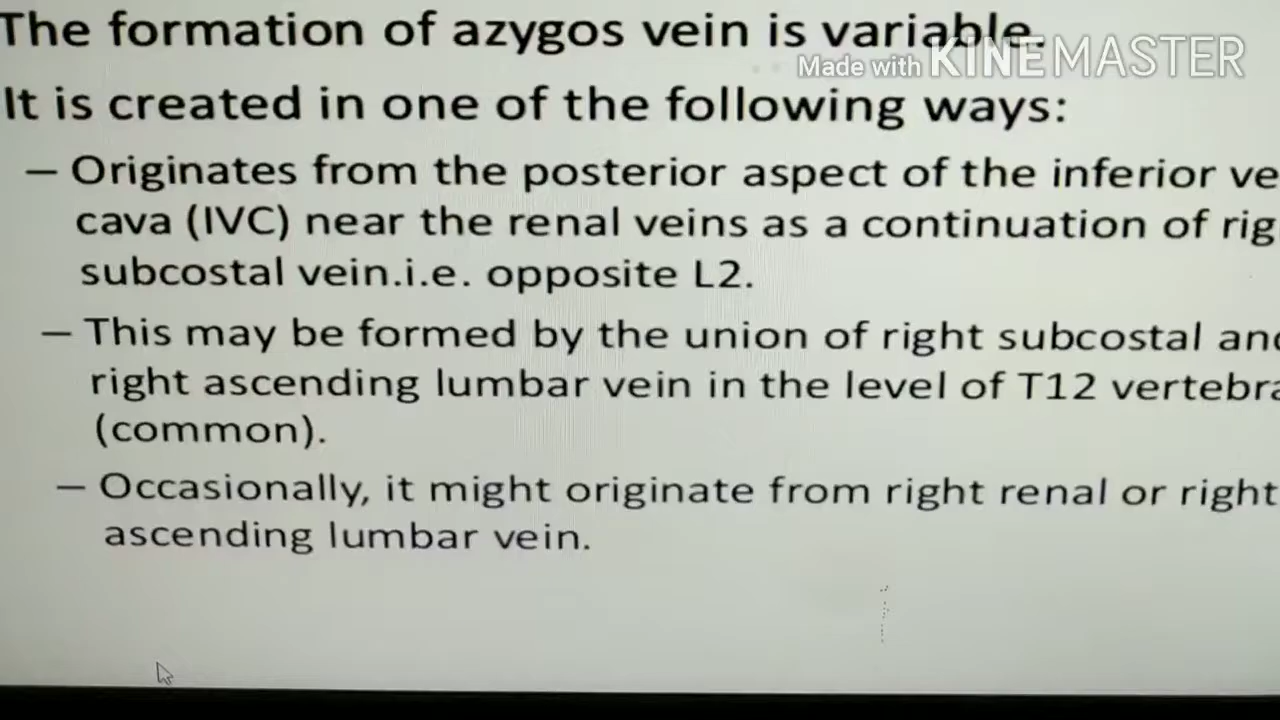 The formation of azygos vein is variable.
Made with KINEMASTER
It is created in one of the following ways:
– Originates from the posterior aspect of the inferior ve
cava (IVC) near the renal veins as a continuation of rig
subcostal vein.i.e. opposite L2.
– This may be formed by the union of right subcostal and
right ascending lumbar vein in the level of T12 vertebra
(common).
– Occasionally, it might originate from right renal or right
ascending lumbar vein.